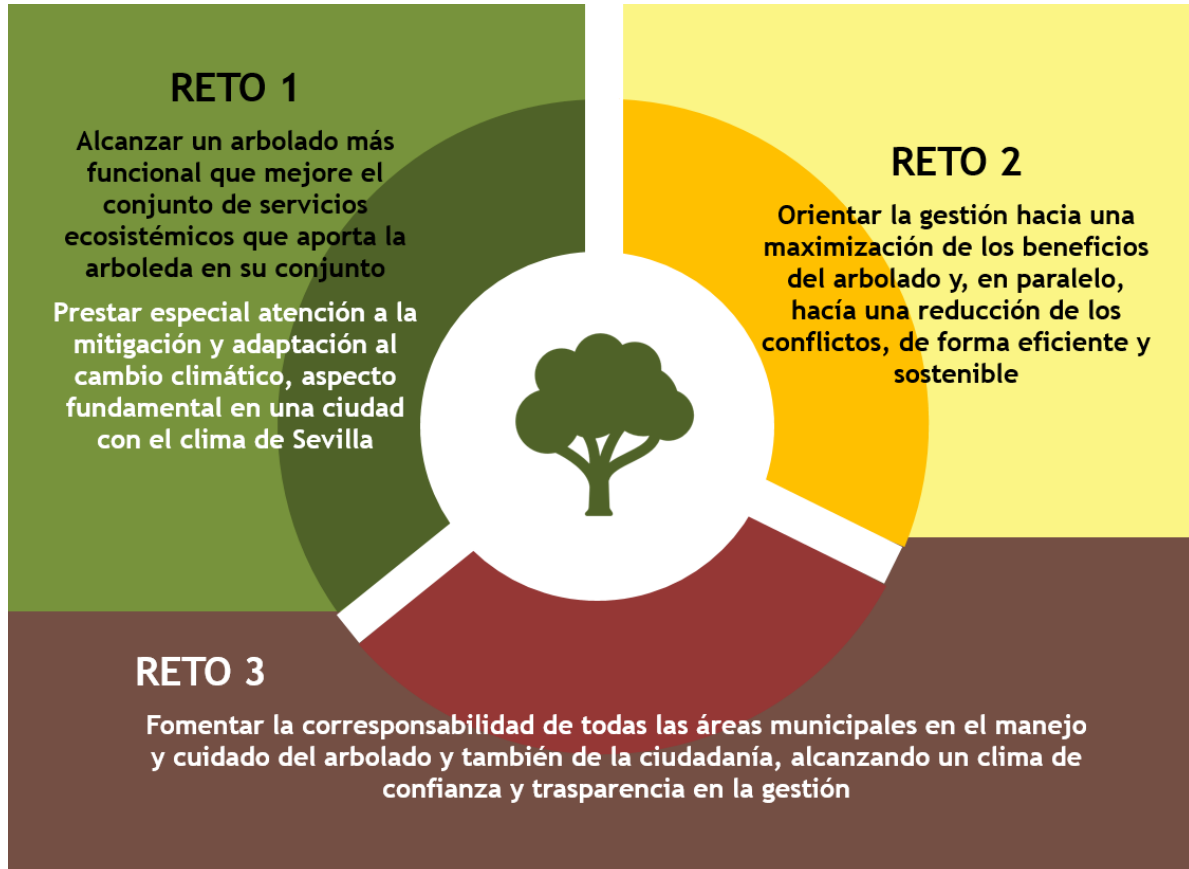 RETO 1
Alcanzar un arbolado más
funcional que mejore el
conjunto de servicios
ecosistémicos que aporta la
arboleda en su conjunto
Prestar especial atención a la
mitigación y adaptación al
cambio climático, aspecto
fundamental en una ciudad
con el clima de Sevilla
RETO 2
Orientar la gestión hacia una
maximización de los beneficios
del arbolado y, en paralelo,
hacía una reducción de los
conflictos, de forma eficiente y
sostenible
RETO 3
Fomentar la corresponsabilidad de todas las áreas municipales en el manejo
y cuidado del arbolado y también de la ciudadanía, alcanzando un clima de
confianza y trasparencia en la gestión